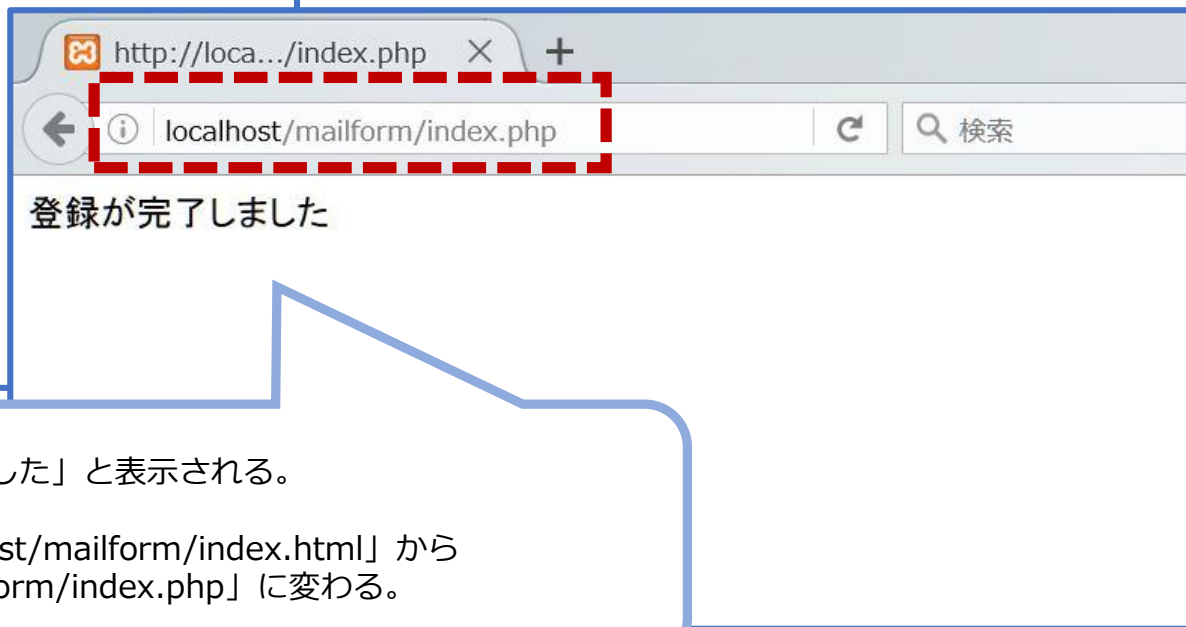 http://loca.../index.php
localhost/mailform/index.php
検索
登録が完了しました
した」と表示される。
st/mailform/index.html」から
orm/index.php」に変わる。